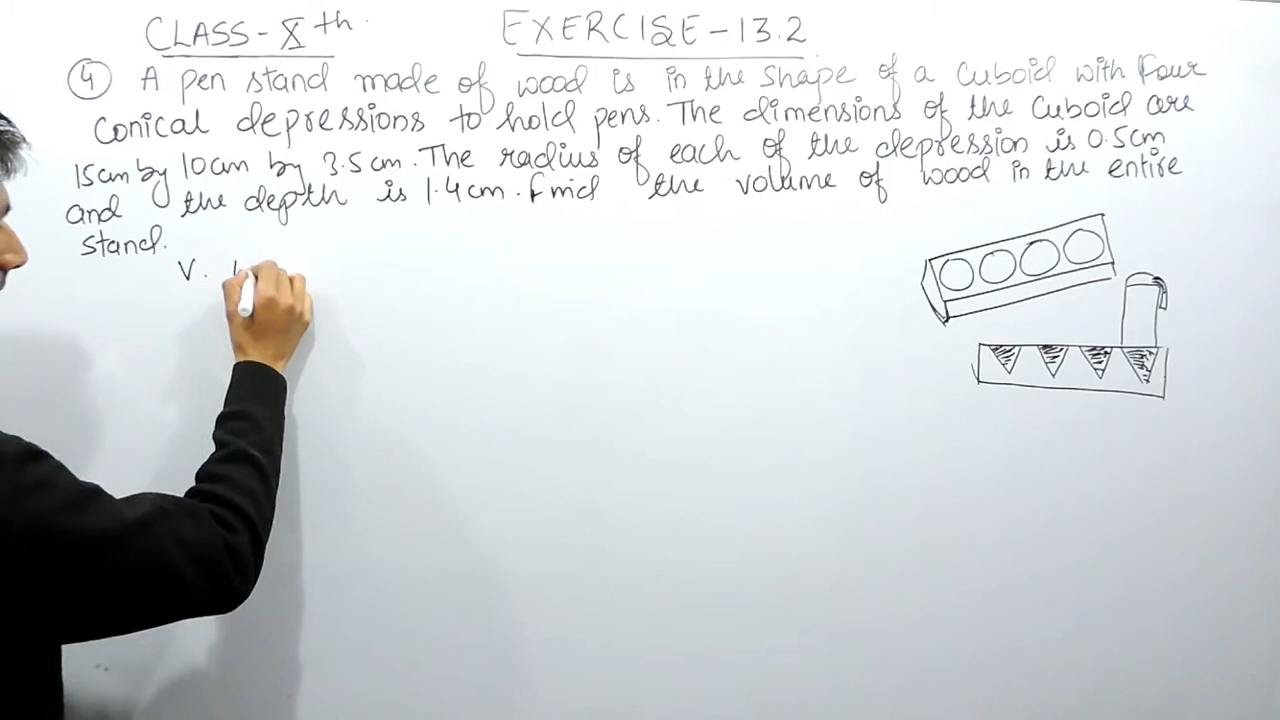 CLASS-Xth.
EXERCISE-13.2
④ A pen stand made of wood is in the shape of a cuboid with four
conical depressions to hold pens. The dimensions of the cuboid are
15cm by 10cm by 3.5cm. The radius of each of the depression is 0.5cm
and the depth is 1.4cm. Find the volume of wood in the entire
stand.
V.